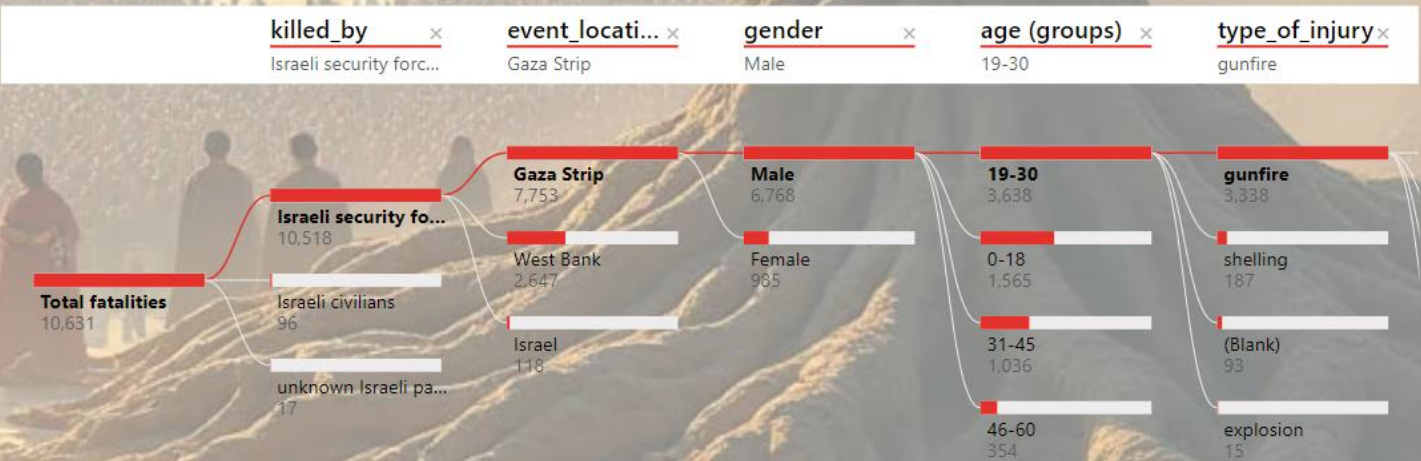 killed_by ×
Israeli security forc...
event_locati... ×
Gaza Strip
gender ×
Male
age (groups) ×
19-30
type_of_injury ×
gunfire
Total fatalities
10,631
Israeli security fo...
10,518
Israeli civilians
96
unknown Israeli pa...
17
Gaza Strip
7,753
West Bank
2,647
Israel
118
Male
6,768
Female
985
19-30
3,638
0-18
1,565
31-45
1,036
46-60
354
gunfire
3,338
shelling
187
(Blank)
93
explosion
15